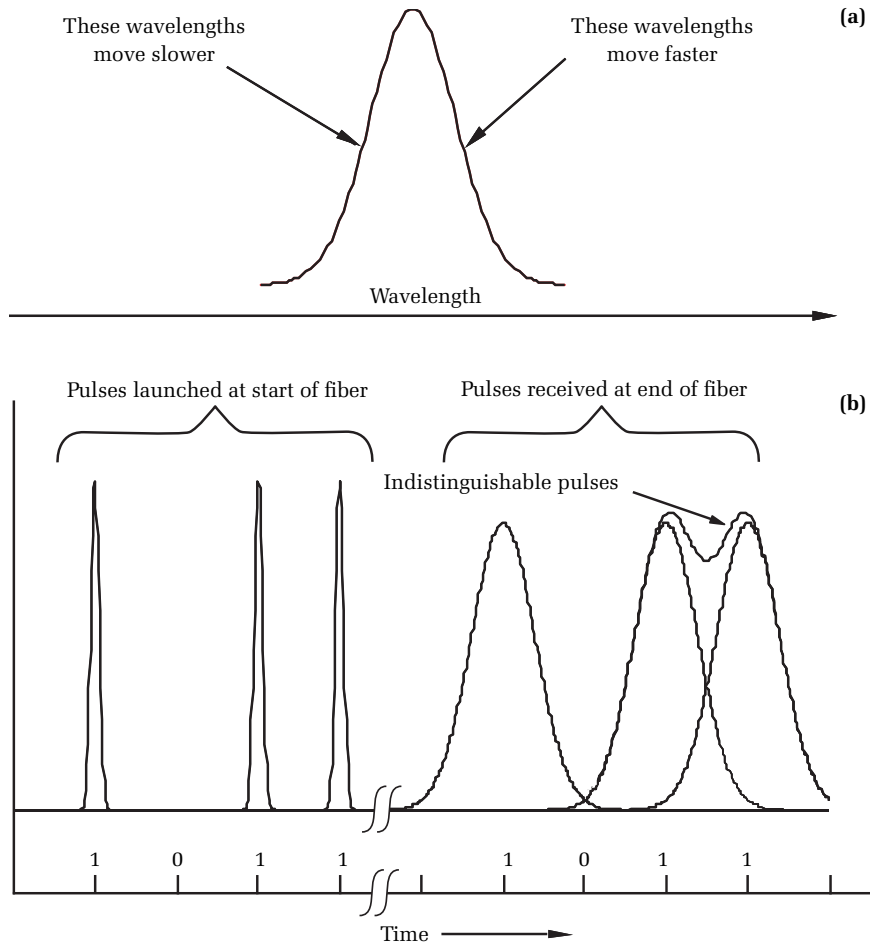 (a)
These wavelengths
move slower
These wavelengths
move faster
Wavelength
(b)
Pulses launched at start of fiber
Pulses received at end of fiber
Indistinguishable pulses
1 0 1 1 1 0 1 1
Time